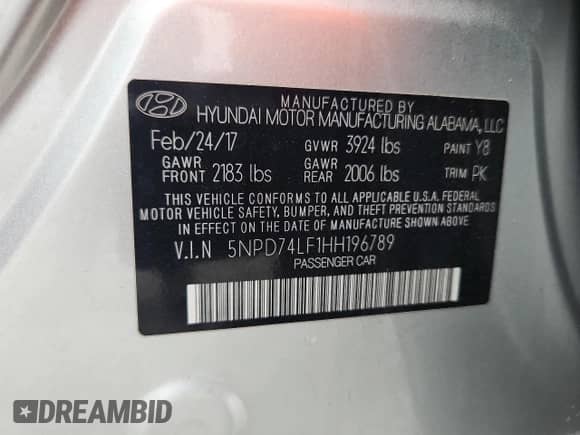 MANUFACTURED BY
HYUNDAI MOTOR MANUFACTURING ALABAMA, LLC
Feb/24/17 GVWR 3924 lbs PAINT Y8
GAWR FRONT 2183 lbs GAWR REAR 2006 lbs TRIM PK
THIS VEHICLE CONFORMS TO ALL APPLICABLE U.S.A. FEDERAL
MOTOR VEHICLE SAFETY, BUMPER, AND THEFT PREVENTION STANDARDS
IN EFFECT ON THE DATE OF MANUFACTURE SHOWN ABOVE.
V.I.N 5NPD74LF1HH196789
PASSENGER CAR
DREAMBID